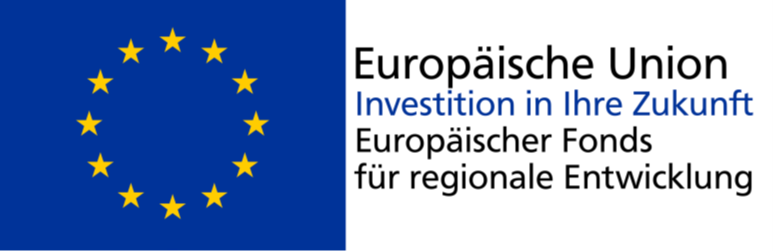 Europäische Union
Investition in Ihre Zukunft
Europäischer Fonds
für regionale Entwicklung